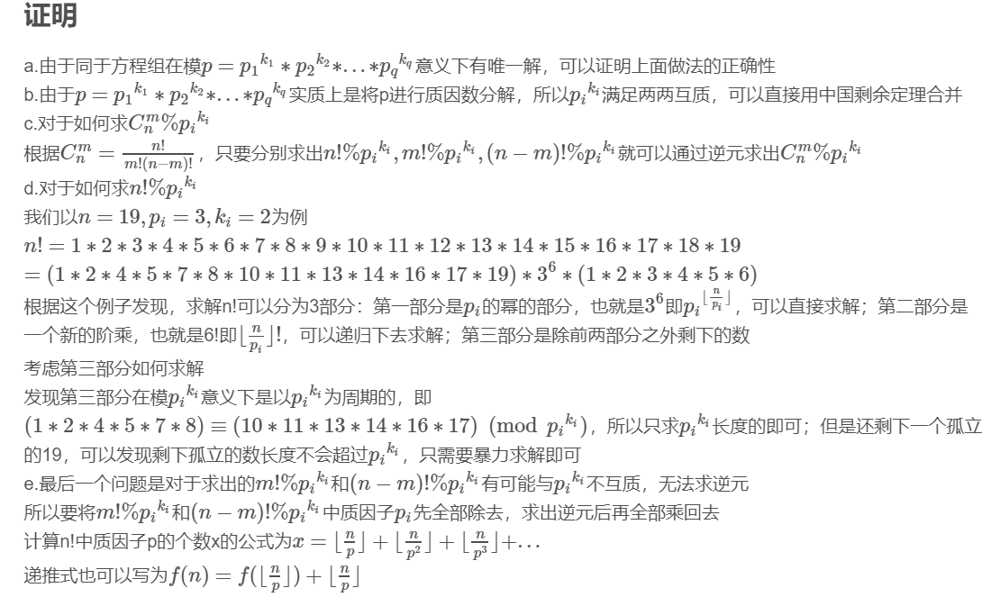 证明
a.由于同于方程组在模$p = {p_1}^{k_1} * {p_2}^{k_2} * \ldots * {p_q}^{k_q}$意义下有唯一解，可以证明上面做法的正确性
b.由于$p = {p_1}^{k_1} * {p_2}^{k_2} * \ldots * {p_q}^{k_q}$实质上是将p进行质因数分解，所以${p_i}^{k_i}$满足两两互质，可以直接用中国剩余定理合并
c.对于如何求$C_n^m \% {p_i}^{k_i}$
根据$C_n^m = \frac{n!}{m!(n-m)!}$，只要分别求出$n! \% {p_i}^{k_i}, m! \% {p_i}^{k_i}, (n-m)! \% {p_i}^{k_i}$就可以通过逆元求出$C_n^m \% {p_i}^{k_i}$
d.对于如何求$n! \% {p_i}^{k_i}$
我们以$n = 19, p_i = 3, k_i = 2$为例
$n! = 1 * 2 * 3 * 4 * 5 * 6 * 7 * 8 * 9 * 10 * 11 * 12 * 13 * 14 * 15 * 16 * 17 * 18 * 19$
$= (1 * 2 * 4 * 5 * 7 * 8 * 10 * 11 * 13 * 14 * 16 * 17 * 19) * 3^6 * (1 * 2 * 3 * 4 * 5 * 6)$
根据这个例子发现，求解n!可以分为3部分：第一部分是$p_i$的幂的部分，也就是$3^6$即${p_i}^{\lfloor \frac{n}{p_i} \rfloor}$，可以直接求解；第二部分是
一个新的阶乘，也就是6!即$\lfloor \frac{n}{p_i} \rfloor!$，可以递归下去求解；第三部分是除前两部分之外剩下的数
考虑第三部分如何求解
发现第三部分在模${p_i}^{k_i}$意义下是以${p_i}^{k_i}$为周期的，即
$(1 * 2 * 4 * 5 * 7 * 8) \equiv (10 * 11 * 13 * 14 * 16 * 17) \pmod {{p_i}^{k_i}}$，所以只求${p_i}^{k_i}$长度的即可；但是还剩下一个孤立
的19，可以发现剩下孤立的数长度不会超过${p_i}^{k_i}$，只需要暴力求解即可
e.最后一个问题是对于求出的$m! \% {p_i}^{k_i}$和$(n-m)! \% {p_i}^{k_i}$有可能与${p_i}^{k_i}$不互质，无法求逆元
所以要将$m! \% {p_i}^{k_i}$和$(n-m)! \% {p_i}^{k_i}$中质因子$p_i$先全部除去，求出逆元后再全部乘回去
计算n!中质因子p的个数x的公式为$x = \lfloor \frac{n}{p} \rfloor + \lfloor \frac{n}{p^2} \rfloor + \lfloor \frac{n}{p^3} \rfloor + \ldots$
递推式也可以写为$f(n) = f(\lfloor \frac{n}{p} \rfloor) + \lfloor \frac{n}{p} \rfloor$